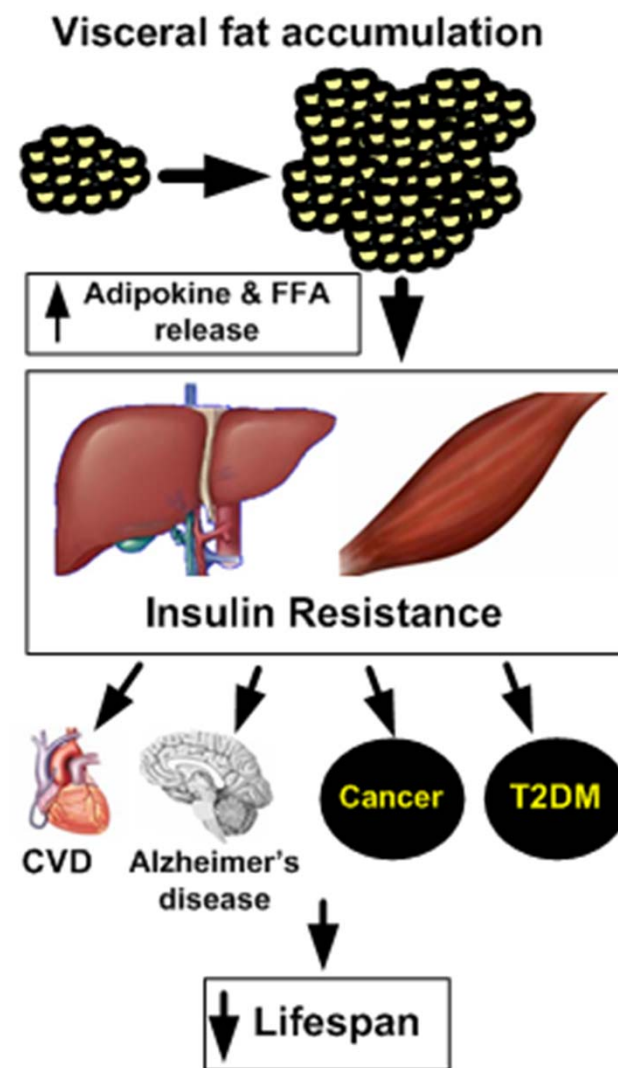 Visceral fat accumulation
Adipokine & FFA
release
Insulin Resistance
CVD
Alzheimer's
disease
Cancer
T2DM
Lifespan